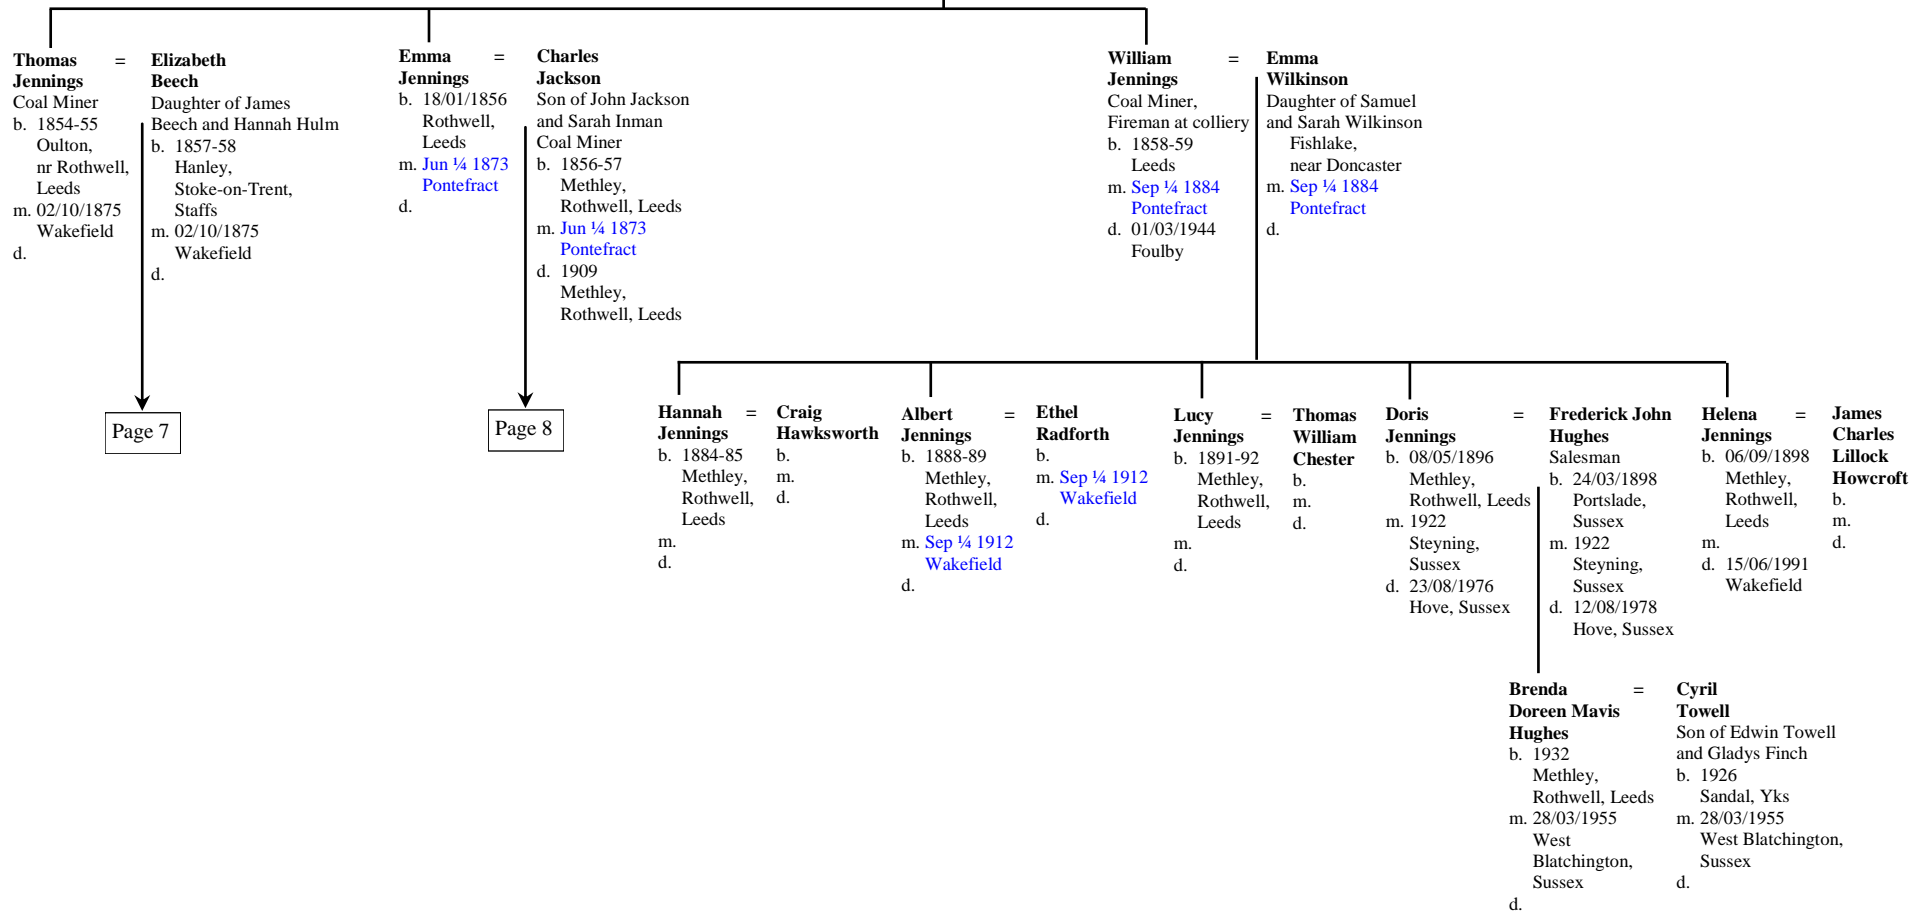 Thomas =
Jennings
Coal Miner
b. 1854-55
Oulton,
nr Rothwell,
Leeds
m. 02/10/1875
Wakefield
d.
Elizabeth
Beech
Daughter of James
Beech and Hannah Hulm
b. 1857-58
Hanley,
Stoke-on-Trent,
Staffs
m. 02/10/1875
Wakefield
d.
Page 7
Emma =
Jennings
b. 18/01/1856
Rothwell,
Leeds
m. Jun ¼ 1873
Pontefract
d.
Charles
Jackson
Son of John Jackson
and Sarah Inman
Coal Miner
b. 1856-57
Methley,
Rothwell, Leeds
m. Jun ¼ 1873
Pontefract
d. 1909
Methley,
Rothwell, Leeds
Page 8
William =
Jennings
Coal Miner,
Fireman at colliery
b. 1858-59
Leeds
m. Sep ¼ 1884
Pontefract
d. 01/03/1944
Foulby
Emma
Wilkinson
Daughter of Samuel
and Sarah Wilkinson
Fishlake,
near Doncaster
m. Sep ¼ 1884
Pontefract
d.
Hannah =
Jennings
b. 1884-85
Methley,
Rothwell,
Leeds
m.
d.
Craig
Hawksworth
b.
m.
d.
Albert =
Jennings
b. 1888-89
Methley,
Rothwell,
Leeds
m. Sep ¼ 1912
Wakefield
d.
Ethel
Radforth
b.
m. Sep ¼ 1912
Wakefield
d.
Lucy =
Jennings
b. 1891-92
Methley,
Rothwell,
Leeds
m.
d.
Thomas
William
Chester
b.
m.
d.
Doris =
Jennings
b. 08/05/1896
Methley,
Rothwell, Leeds
m. 1922
Steyning,
Sussex
d. 23/08/1976
Hove, Sussex
Frederick John
Hughes
Salesman
b. 24/03/1898
Portslade,
Sussex
m. 1922
Steyning,
Sussex
d. 12/08/1978
Hove, Sussex
Helena =
Jennings
b. 06/09/1898
Methley,
Rothwell,
Leeds
m.
d. 15/06/1991
Wakefield
James
Charles
Lillock
Howcroft
b.
m.
d.
Brenda =
Doreen Mavis
Hughes
b. 1932
Methley,
Rothwell, Leeds
m. 28/03/1955
West
Blatchington,
Sussex
d.
Cyril
Towell
Son of Edwin Towell
and Gladys Finch
b. 1926
Sandal, Yks
m. 28/03/1955
West Blatchington,
Sussex
d.